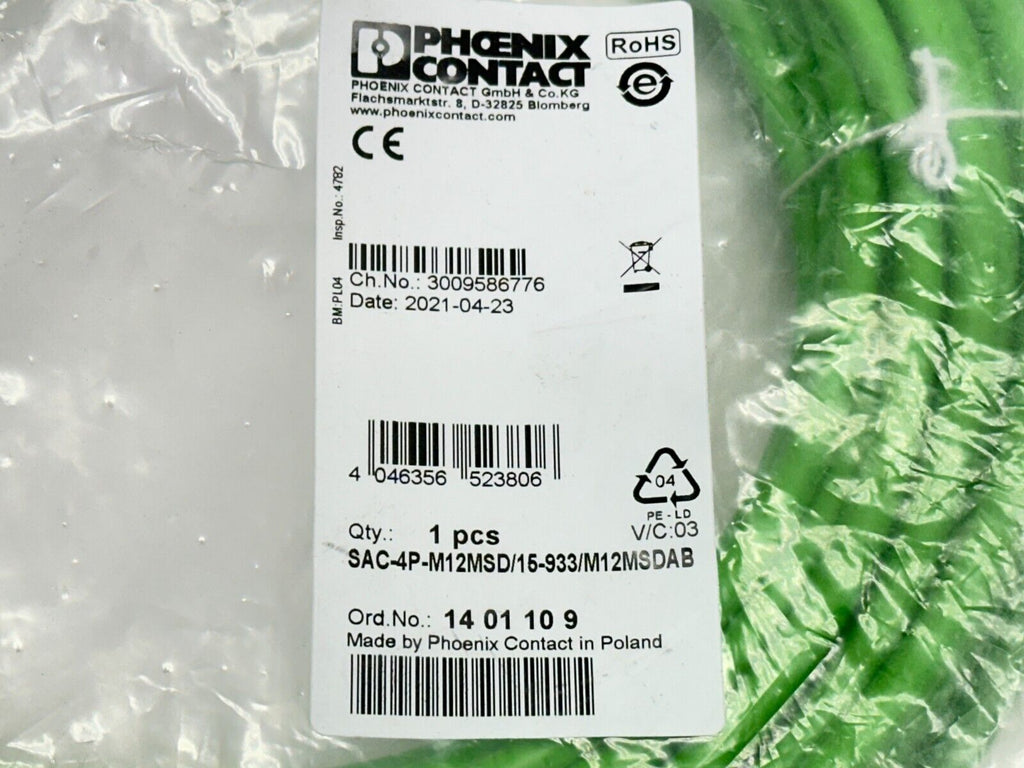 PHŒNIX
CONTACT
RoHS
e
PHOENIX CONTACT GmbH & Co.KG
Flachsmarktstr. 8, D-32825 Blomberg
www.phoenixcontact.com
CE
Insp.No.: 4782
BM:PL04
Ch.No.: 3009586776
Date: 2021-04-23
4 046356 523806
04
PE-LD
V/C:03
Qty.: 1 pcs
SAC-4P-M12MSD/15-933/M12MSDAB
Ord.No.: 14 01 10 9
Made by Phoenix Contact in Poland